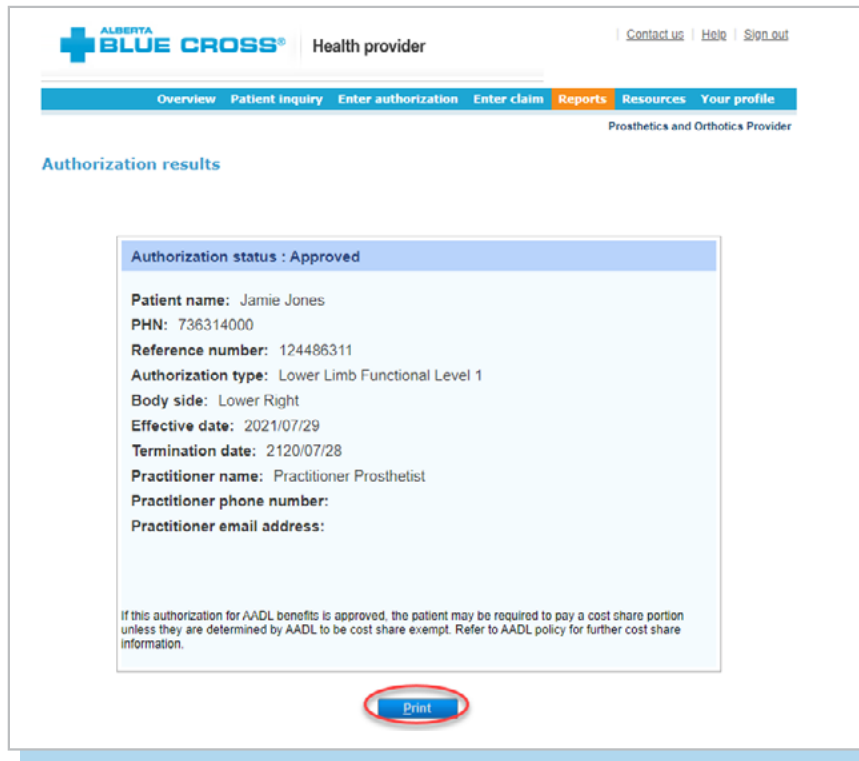 ALBERTA
BLUE CROSS® Health provider
Contact us | Help | Sign out
Overview Patient inquiry Enter authorization Enter claim Reports Resources Your profile
Prosthetics and Orthotics Provider
Authorization results
Authorization status : Approved
Patient name: Jamie Jones
PHN: 736314000
Reference number: 124486311
Authorization type: Lower Limb Functional Level 1
Body side: Lower Right
Effective date: 2021/07/29
Termination date: 2120/07/28
Practitioner name: Practitioner Prosthetist
Practitioner phone number:
Practitioner email address:
If this authorization for AADL benefits is approved, the patient may be required to pay a cost share portion
unless they are determined by AADL to be cost share exempt. Refer to AADL policy for further cost share
information.
Print